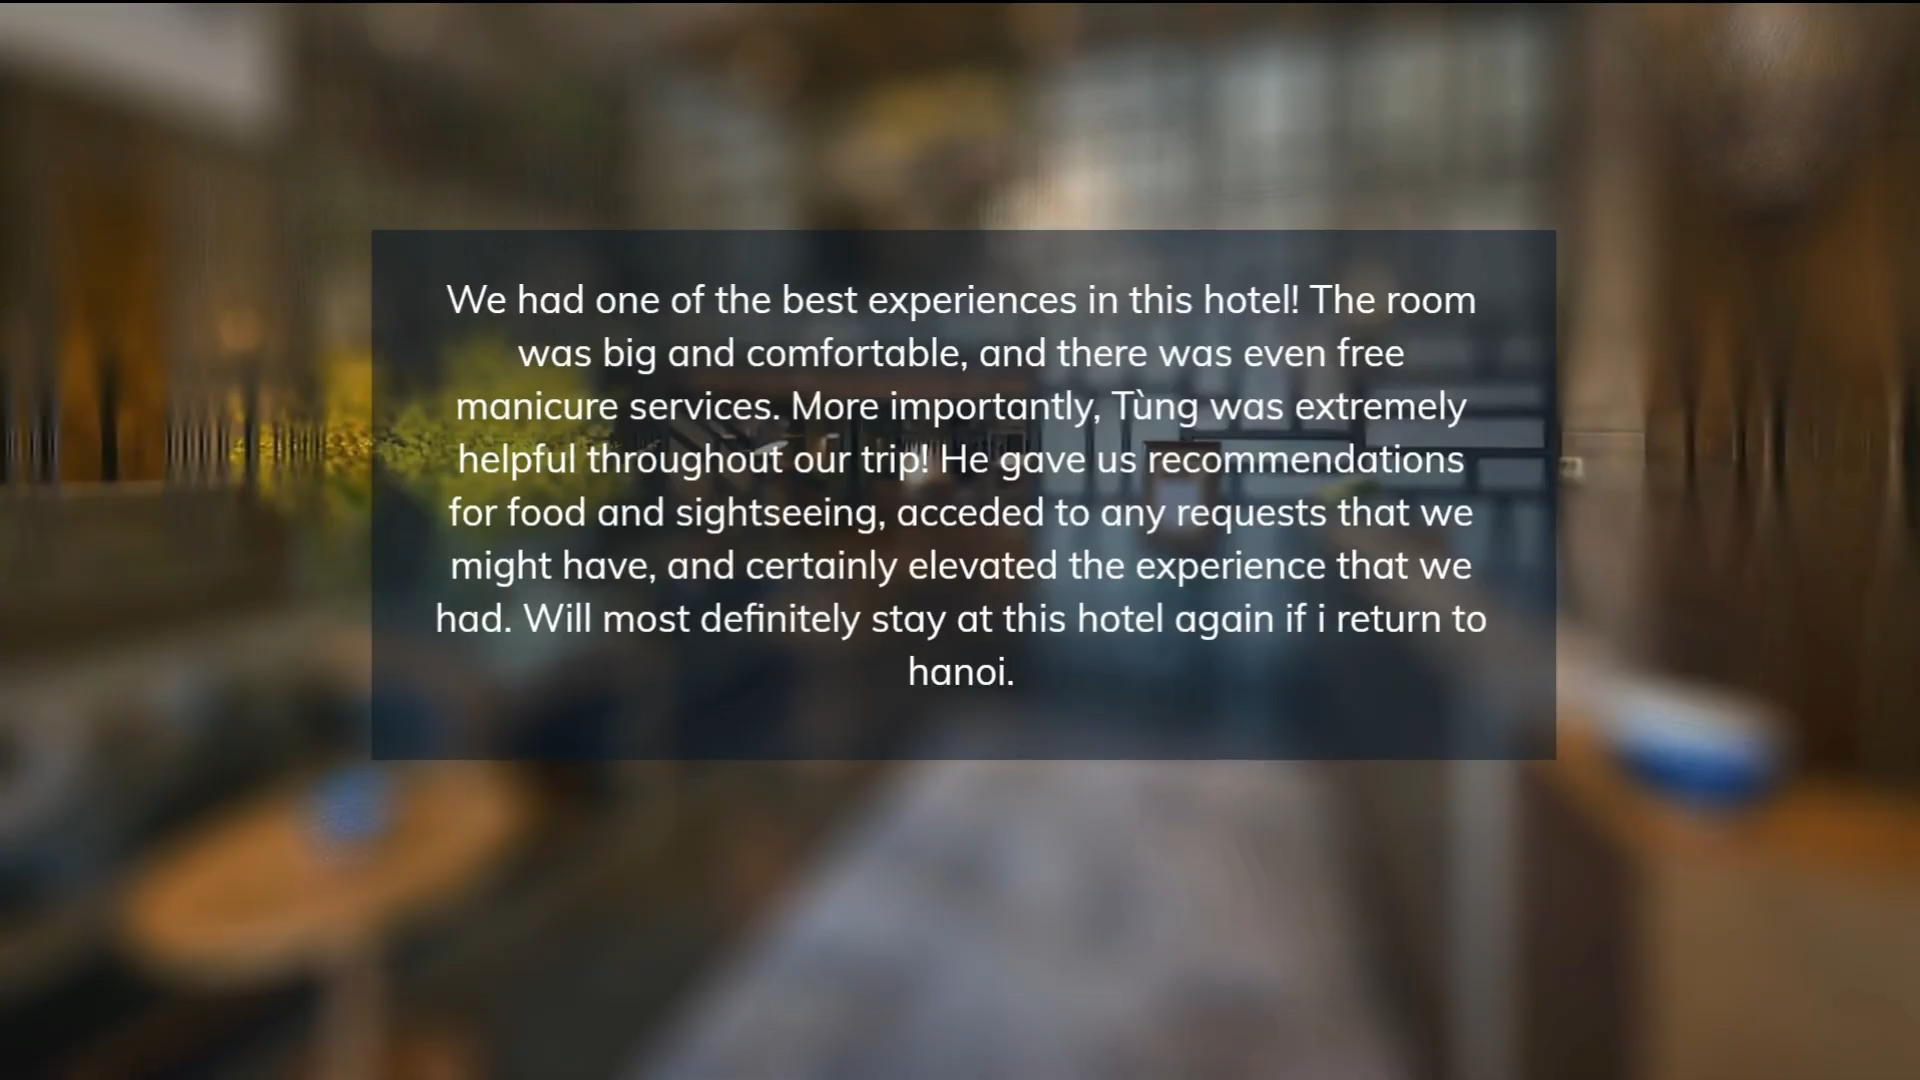 We had one of the best experiences in this hotel! The room
was big and comfortable, and there was even free
manicure services. More importantly, Tùng was extremely
helpful throughout our trip! He gave us recommendations
for food and sightseeing, acceded to any requests that we
might have, and certainly elevated the experience that we
had. Will most definitely stay at this hotel again if i return to
hanoi.